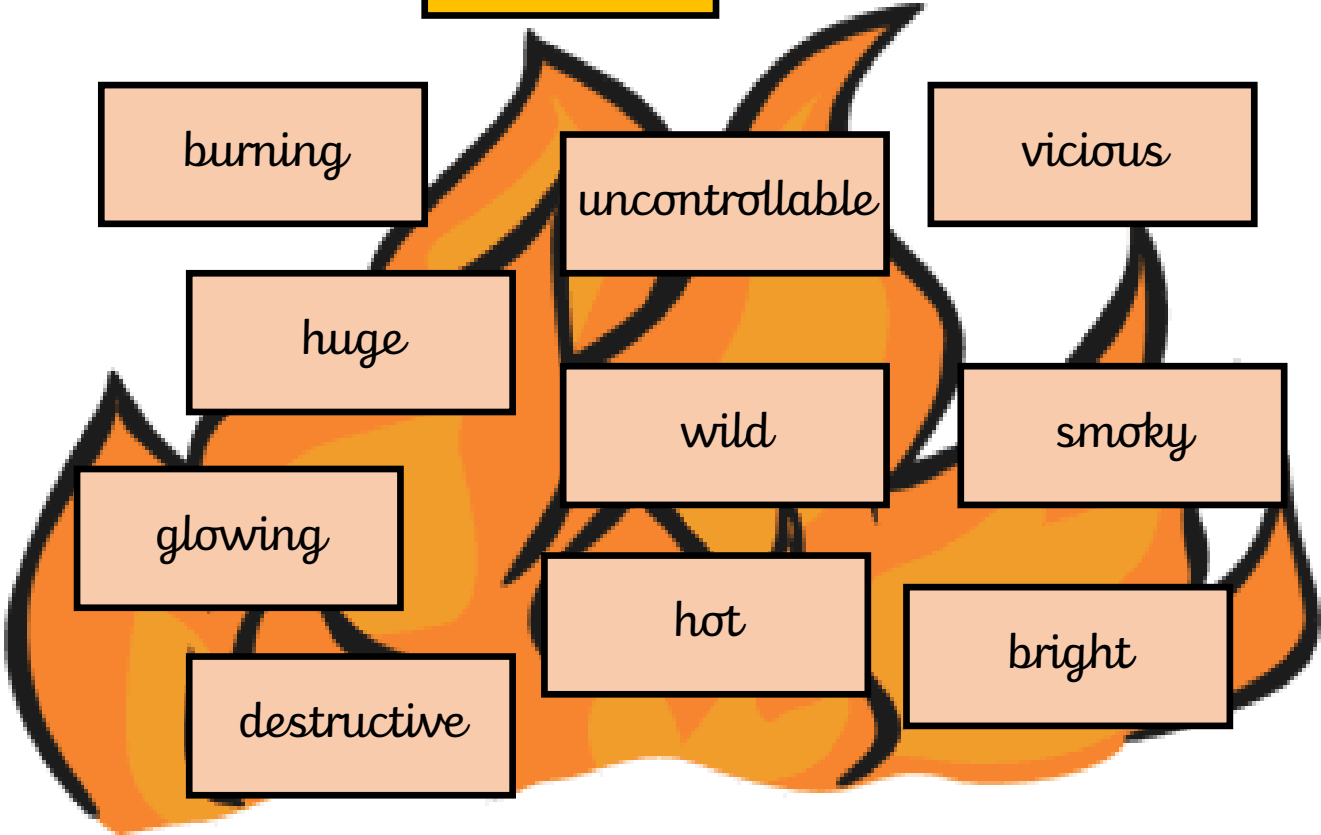 burning
uncontrollable
vicious
huge
wild
smoky
glowing
hot
bright
destructive